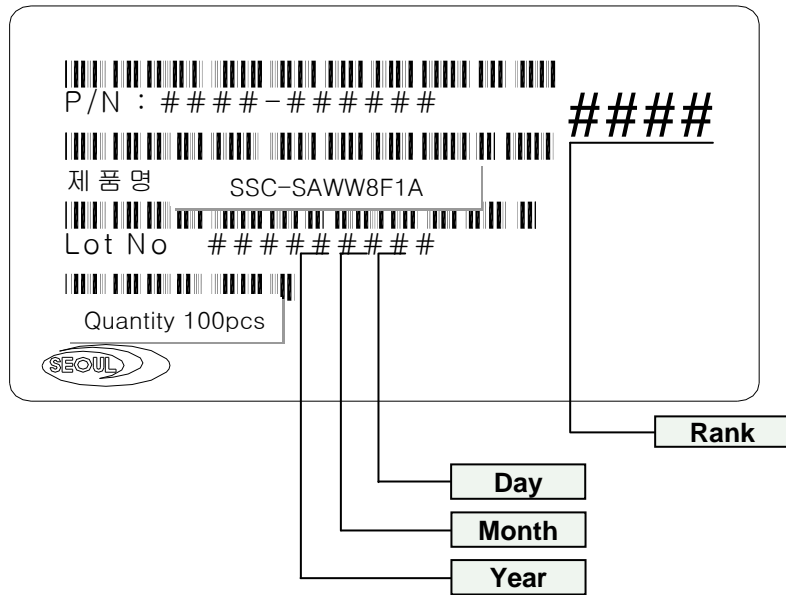 P/N : ####-######
####
제품명 SSC-SAWW8F1A
Lot No #########
Quantity 100pcs
SEOUL
Rank
Day
Month
Year